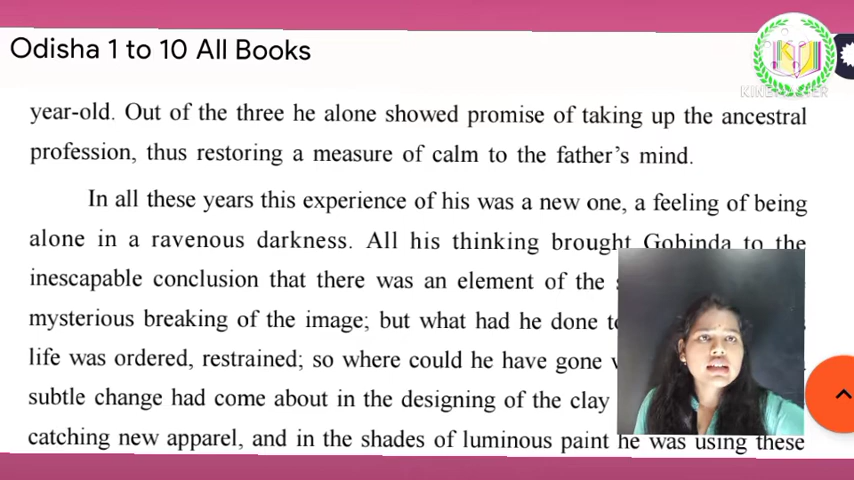 Odisha 1 to 10 All Books
KINEMASTER
year-old. Out of the three he alone showed promise of taking up the ancestral
profession, thus restoring a measure of calm to the father's mind.
In all these years this experience of his was a new one, a feeling of being
alone in a ravenous darkness. All his thinking brought Gobinda to the
inescapable conclusion that there was an element of the
mysterious breaking of the image; but what had he done
life was ordered, restrained; so where could he have gone
subtle change had come about in the designing of the clay
catching new apparel, and in the shades of luminous paint he was using these